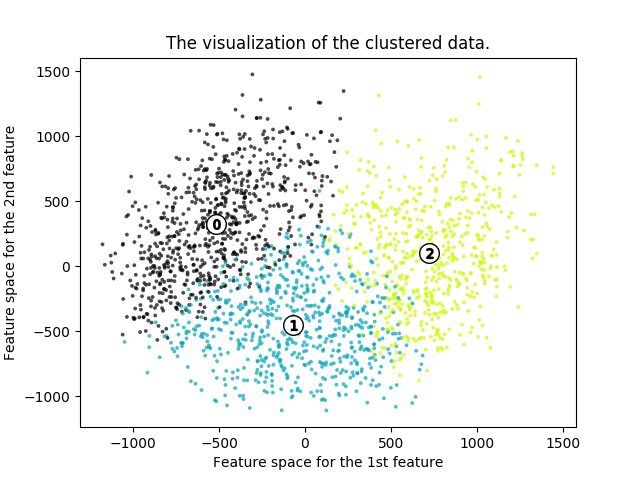 The visualization of the clustered data.
1500
1000
500
0
−500
−1000
Feature space for the 2nd feature
0
1
2
−1000 −500 0 500 1000 1500
Feature space for the 1st feature